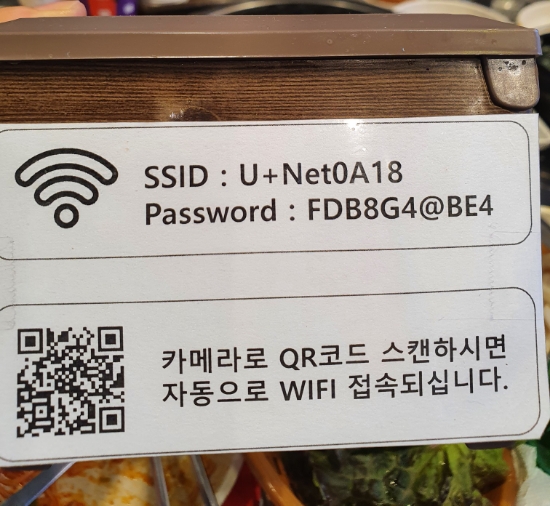 SSID : U+Net0A18
Password : FDB8G4@BE4
카메라로 QR코드 스캔하시면
자동으로 WIFI 접속되십니다.